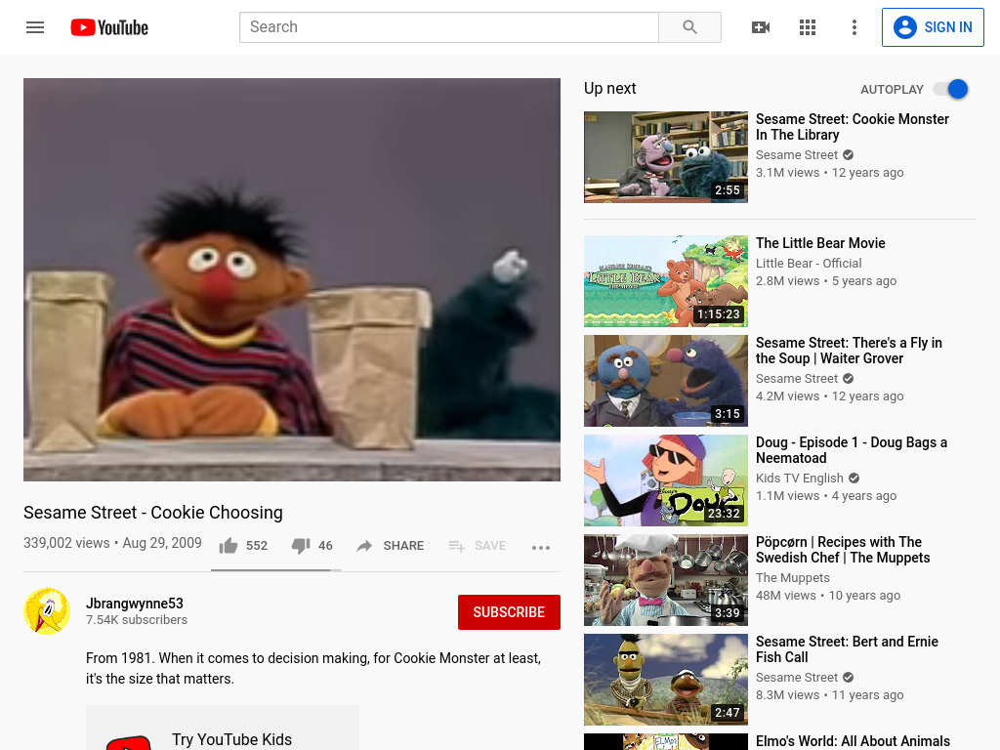 YouTube
Search
SIGN IN
Up next
AUTOPLAY
Sesame Street: Cookie Monster
In The Library
Sesame Street
3.1M views • 12 years ago
2:55
The Little Bear Movie
Little Bear - Official
2.8M views • 5 years ago
LITTLE BEAR
1:15:23
Sesame Street: There's a Fly in
the Soup | Waiter Grover
Sesame Street
4.2M views • 12 years ago
3:15
Doug - Episode 1 - Doug Bags a
Neematoad
Kids TV English
1.1M views • 4 years ago
23:32
Pöpcørn | Recipes with The
Swedish Chef | The Muppets
The Muppets
48M views • 10 years ago
3:39
Sesame Street: Bert and Ernie
Fish Call
Sesame Street
8.3M views • 11 years ago
2:47
Elmo's World: All About Animals
Sesame Street - Cookie Choosing
339,002 views • Aug 29, 2009
552
46
SHARE
SAVE
Jbrangwynne53
7.54K subscribers
SUBSCRIBE
From 1981. When it comes to decision making, for Cookie Monster at least,
it's the size that matters.
Try YouTube Kids